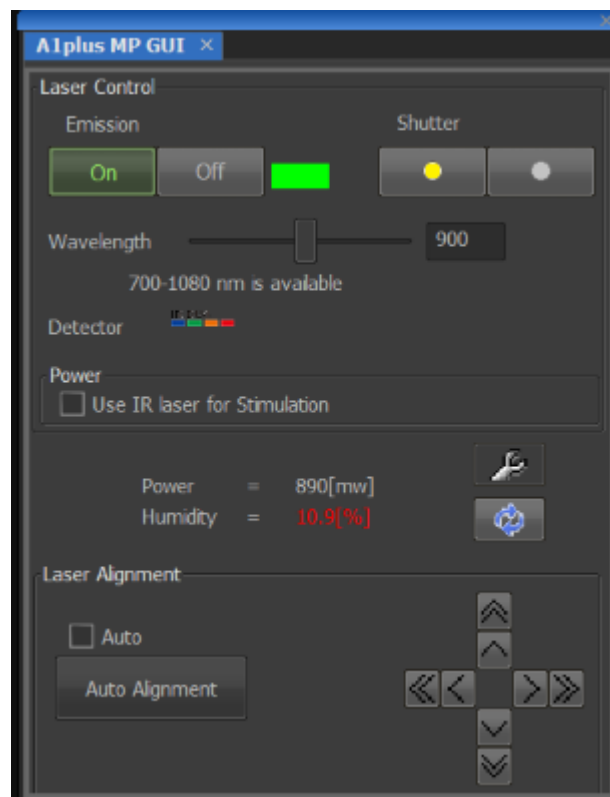 A1plus MP GUI ×
Laser Control
Emission Shutter
On Off
Wavelength 900
700-1080 nm is available
Detector
Power
Use IR laser for Stimulation
Power = 890[mw]
Humidity = 10.9[%]
Laser Alignment
Auto
Auto Alignment